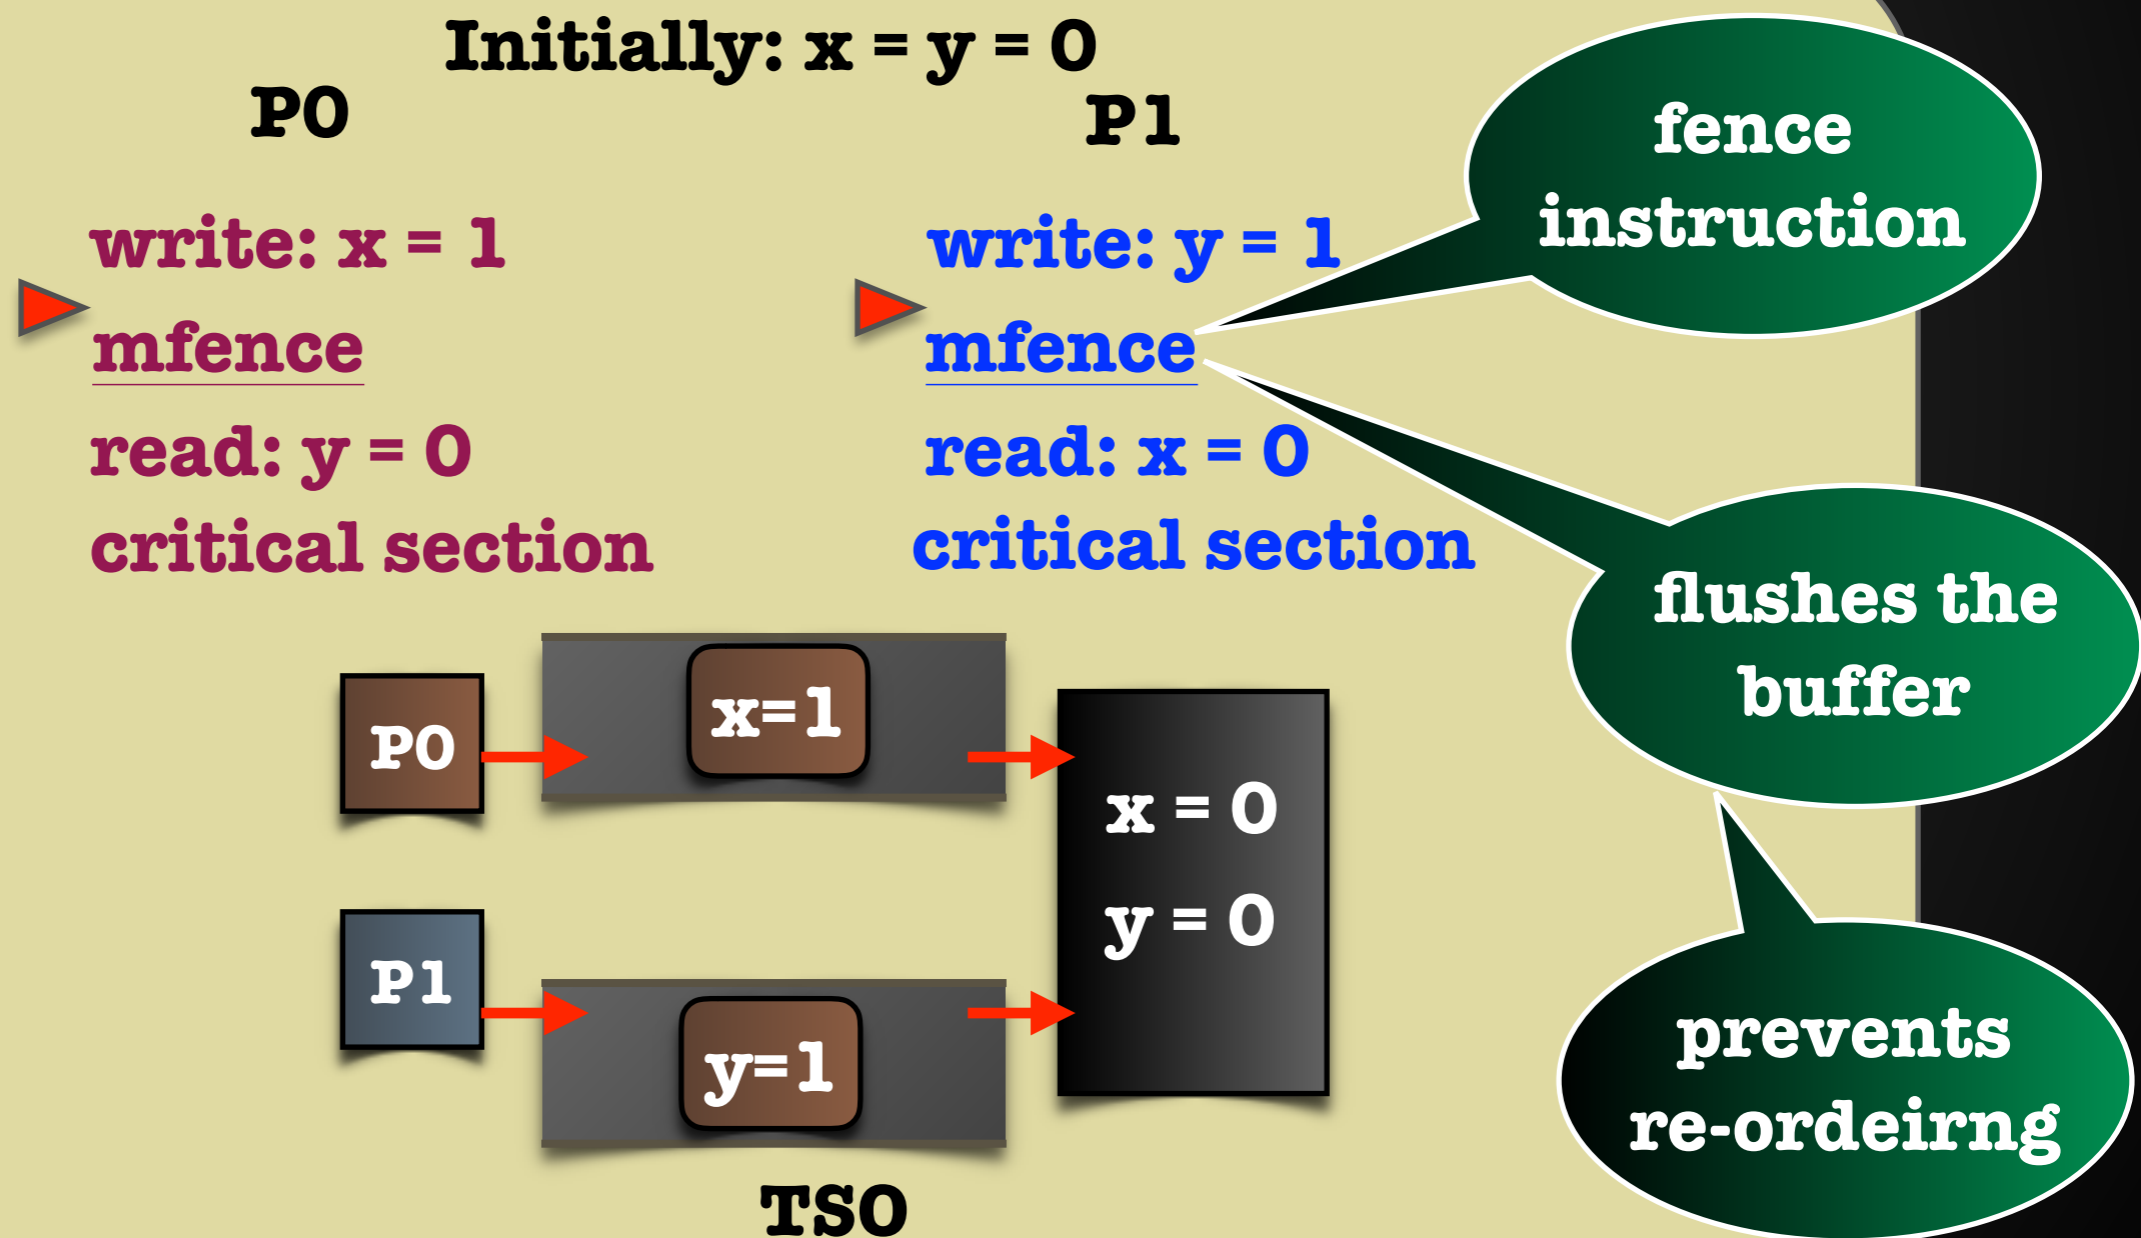 Initially: x = y = 0
P0
P1
write: x = 1
mfence
read: y = 0
critical section
write: y = 1
mfence
read: x = 0
critical section
fence
instruction
flushes the
buffer
prevents
re-ordeirng
P0
x=1
P1
y=1
x = 0
y = 0
TSO